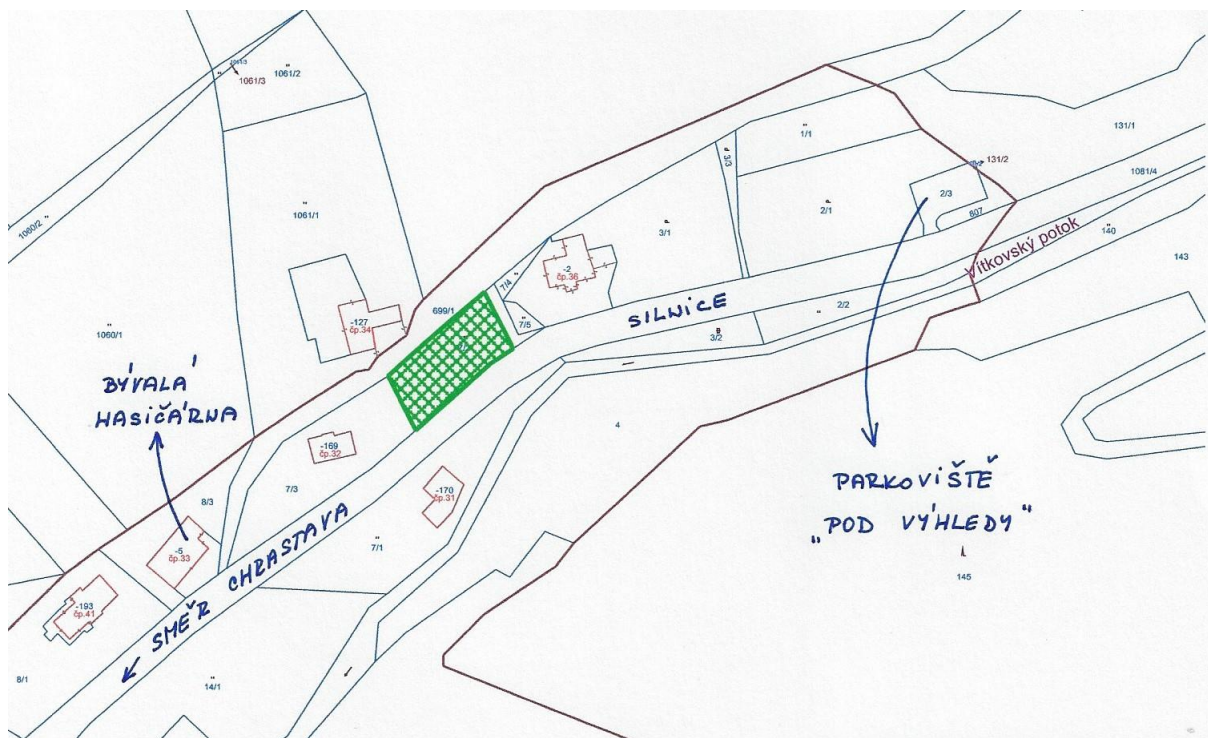 1061/3
1061/2
1/1
131/1
3/3
131/2
1081/4
2/3
1061/1
2/1
807
3/1
1060/2
Vítkovský potok
140
143
-2
čp.36
7/4
699/1
SILNICE
2/2
-127
čp.34
7/5
1060/1
3/2
BÝVALÁ
HASIČÁRNA
4
-169
čp.32
PARKOVIŠTĚ
„POD VÝHLEDY"
-170
čp.31
7/3
8/3
SMĚR CHRASTAVA
7/1
-5
čp.33
145
-193
čp.41
8/1
14/1